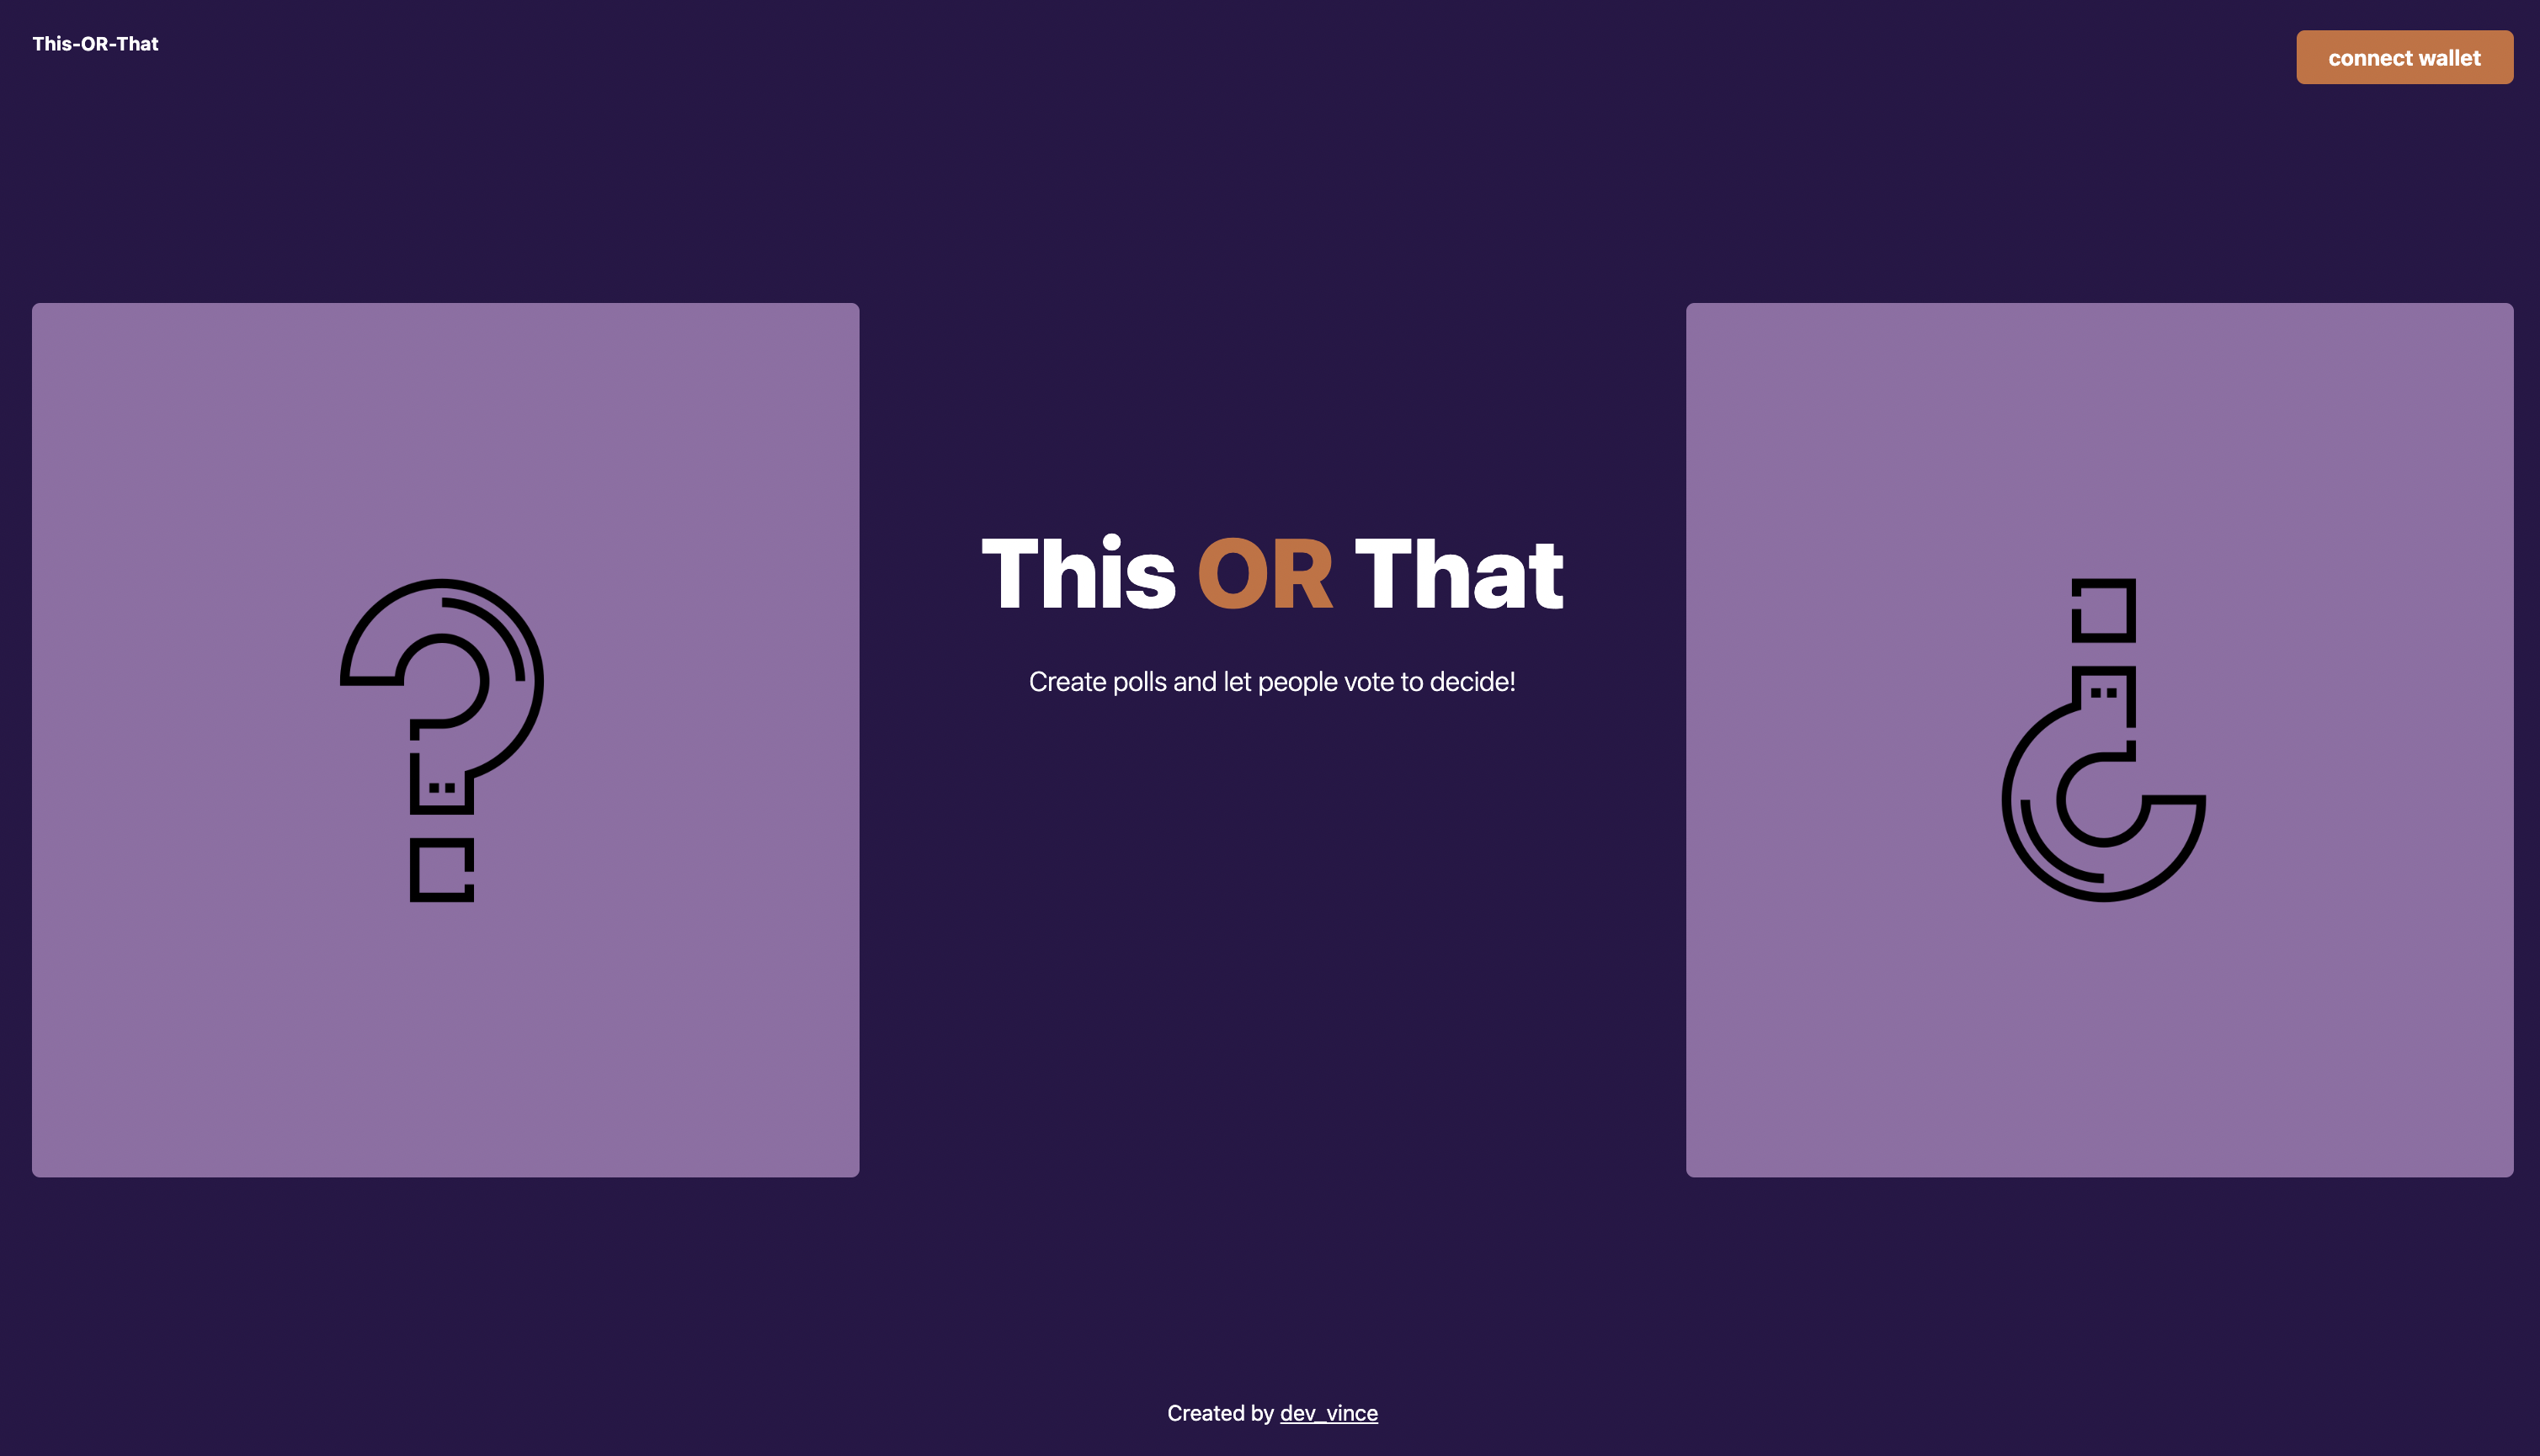 This-OR-That
connect wallet
This OR That
Create polls and let people vote to decide!
Created by dev_vince